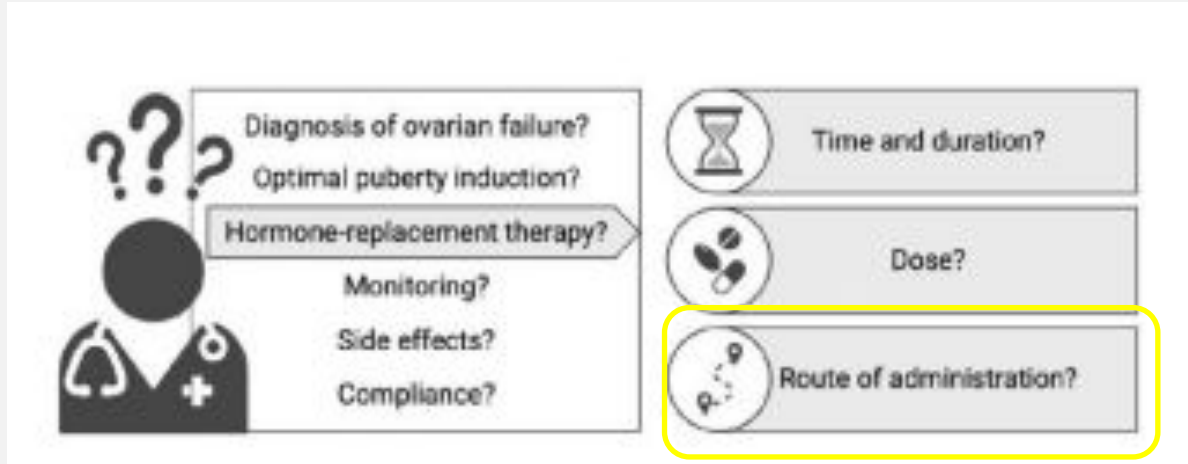 Diagnosis of ovarian failure?
Optimal puberty induction?
Hormone-replacement therapy?
Monitoring?
Side effects?
Compliance?
Time and duration?
Dose?
Route of administration?